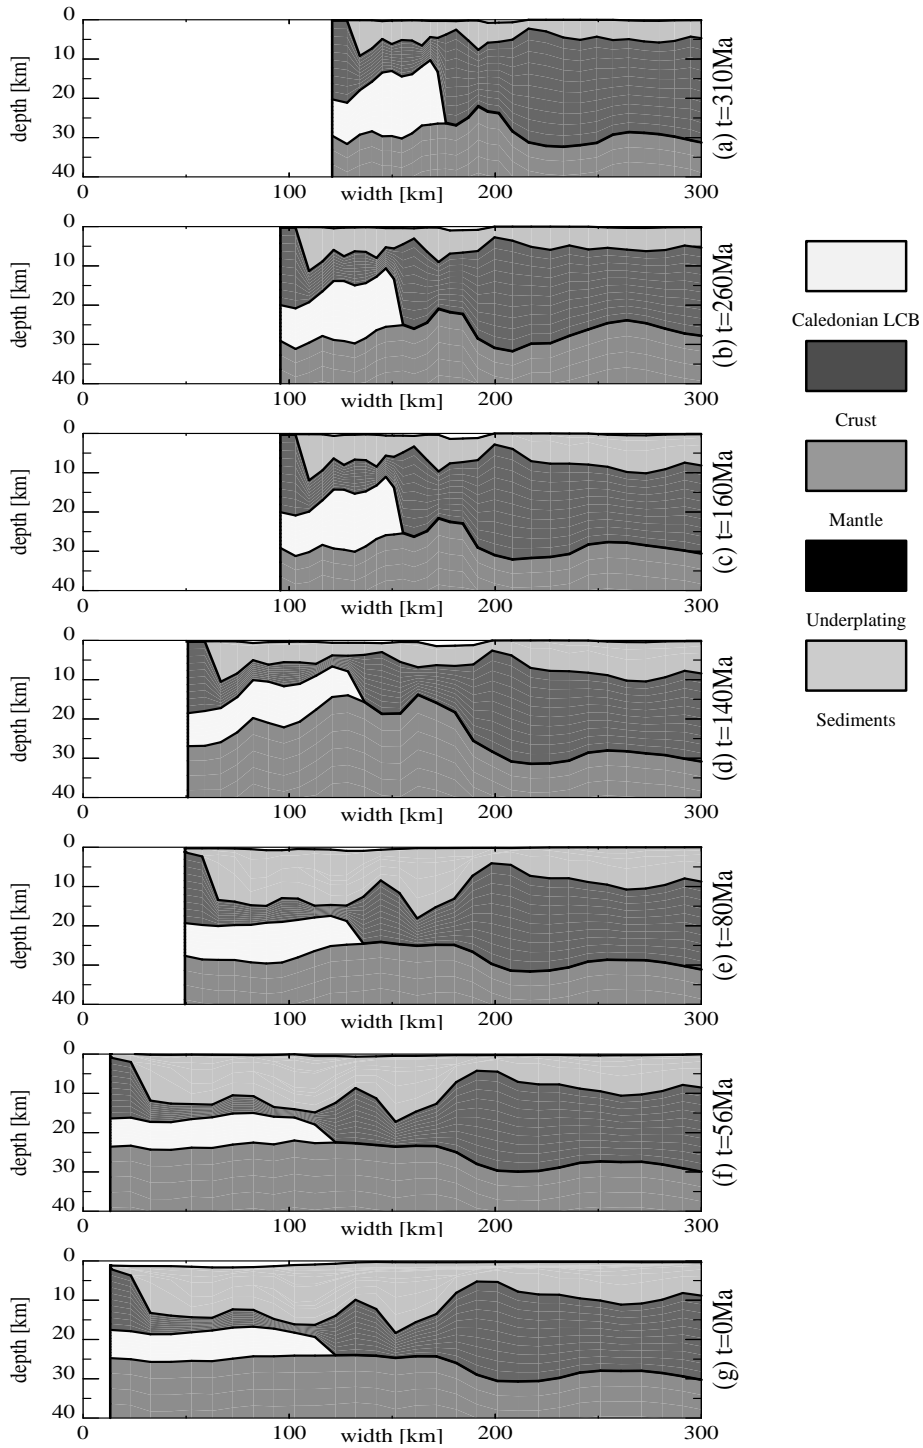 0
10
20
30
40
depth [km]
0
100
200
300
width [km]
(a) t=310Ma
0
10
20
30
40
depth [km]
0
100
200
300
width [km]
(b) t=260Ma
0
10
20
30
40
depth [km]
0
100
200
300
width [km]
(c) t=160Ma
0
10
20
30
40
depth [km]
0
100
200
300
width [km]
(d) t=140Ma
0
10
20
30
40
depth [km]
0
100
200
300
width [km]
(e) t=80Ma
0
10
20
30
40
depth [km]
0
100
200
300
width [km]
(f) t=56Ma
0
10
20
30
40
depth [km]
0
100
200
300
width [km]
(g) t=0Ma
Caledonian LCB
Crust
Mantle
Underplating
Sediments